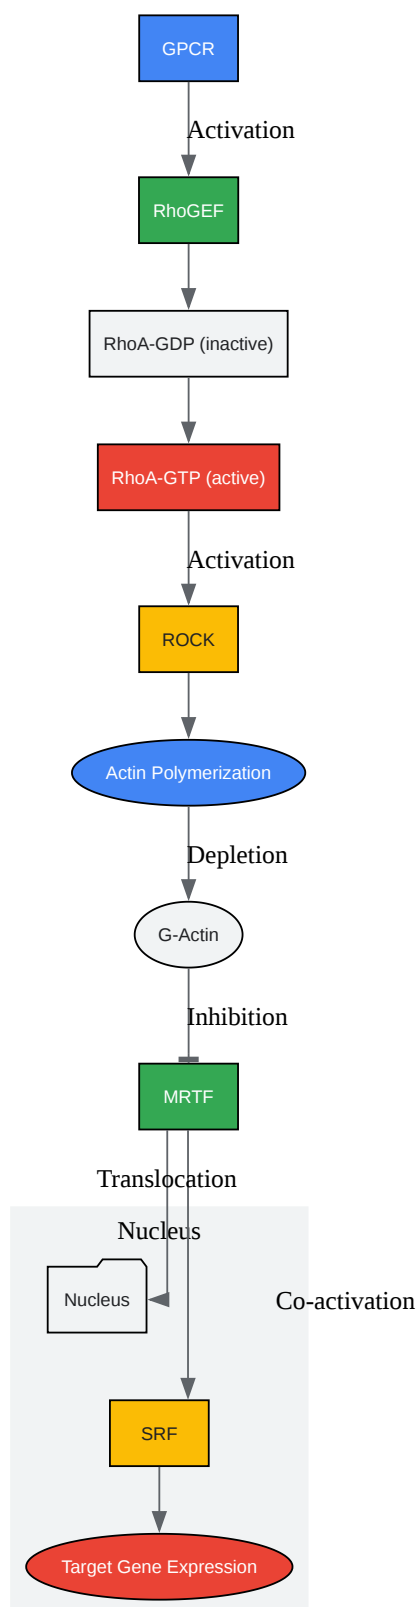 GPCR
Activation
RhoGEF
RhoA-GDP (inactive)
RhoA-GTP (active)
Activation
ROCK
Actin Polymerization
Depletion
G-Actin
Inhibition
MRTF
Translocation
Nucleus
Nucleus
Co-activation
SRF
Target Gene Expression